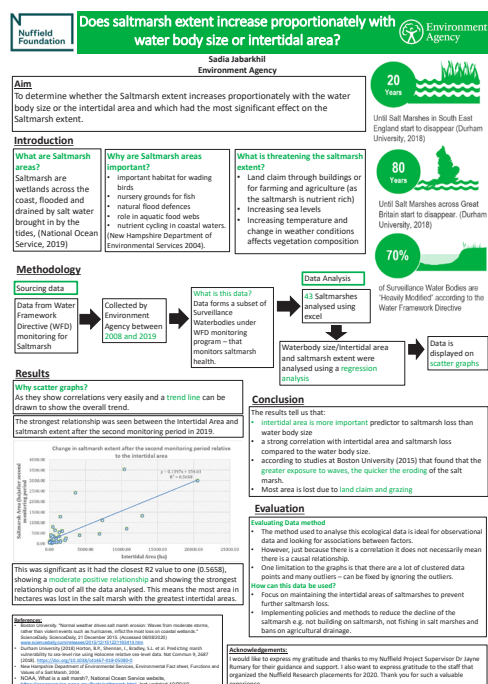 Nuffield
Foundation
Does saltmarsh extent increase proportionately with
water body size or intertidal area?
Environment
Agency
Sadia Jabarkhil
Environment Agency
Aim
To determine whether the Saltmarsh extent increases proportionately with the water
body size or the intertidal area and which had the most significant effect on the
Saltmarsh extent.
20
Years
Until Salt Marshes in South East
England start to disappear (Durham
University, 2018)
80
Years
Until Salt Marshes across Great
Britain start to disappear. (Durham
University, 2018)
70%
of Surveillance Water Bodies are
'Heavily Modified' according to the
Water Framework Directive
Introduction
What are Saltmarsh
areas?
Saltmarsh are
wetlands across the
coast, flooded and
drained by salt water
brought in by the
tides, (National Ocean
Service, 2019)
Why are Saltmarsh areas
important?
• important habitat for wading
birds
• nursery grounds for fish
• natural flood defences
• role in aquatic food webs
• nutrient cycling in coastal waters.
(New Hampshire Department of
Environmental Services 2004).
What is threatening the saltmarsh
extent?
• Land claim through buildings or
for farming and agriculture (as
the saltmarsh is nutrient rich)
• Increasing sea levels
• Increasing temperature and
change in weather conditions
affects vegetation composition
Methodology
Sourcing data
Data from Water
Framework
Directive (WFD)
monitoring for
Saltmarsh
Collected by
Environment
Agency between
2008 and 2019
What is this data?
Data forms a subset of
Surveillance
Waterbodies under
WFD monitoring
program – that
monitors saltmarsh
health.
Data Analysis
43 Saltmarshes
analysed using
excel
Waterbody size/Intertidal area
and saltmarsh extent were
analysed using a regression
analysis
Data is
displayed on
scatter graphs
Results
Why scatter graphs?
As they show correlations very easily and a trend line can be
drawn to show the overall trend.
The strongest relationship was seen between the Intertidal Area and
saltmarsh extent after the second monitoring period in 2019.
Change in saltmarsh extent after the second monitoring period relative
to the intertidal area
Saltmarsh Area (ha)after second
monitoring period
Intertidal Area (ha)
This was significant as it had the closest R2 value to one (0.5658),
showing a moderate positive relationship and showing the strongest
relationship out of all the data analysed. This means the most area in
hectares was lost in the salt marsh with the greatest intertidal areas.
Conclusion
The results tell us that:
• intertidal area is more important predictor to saltmarsh loss than
water body size
• a strong correlation with intertidal area and saltmarsh loss
compared to the water body size.
• according to studies at Boston University (2015) that found that the
greater exposure to waves, the quicker the eroding of the salt
marsh.
• Most area is lost due to land claim and grazing
Evaluation
Evaluating Data method
• The method used to analyse this ecological data is ideal for observational
data and looking for associations between factors.
• However, just because there is a correlation it does not necessarily mean
there is a causal relationship.
• One limitation to the graphs is that there are a lot of clustered data
points and many outliers – can be fixed by ignoring the outliers.
How can this data be used?
• Focus on maintaining the intertidal areas of saltmarsh to prevent
further saltmarsh loss.
• Implementing policies and methods to reduce the decline of the
saltmarsh e.g. not building on saltmarsh, not fishing in salt marshes and
bans on agricultural drainage.
References:
Acknowledgements:
I would like to express my gratitude and thanks to my Nuffield Project Supervisor Dr Jayne
Rumary for their guidance and support. I also want to express gratitude to the staff that
organized the Nuffield Research placements for 2020. Thank you for such a valuable